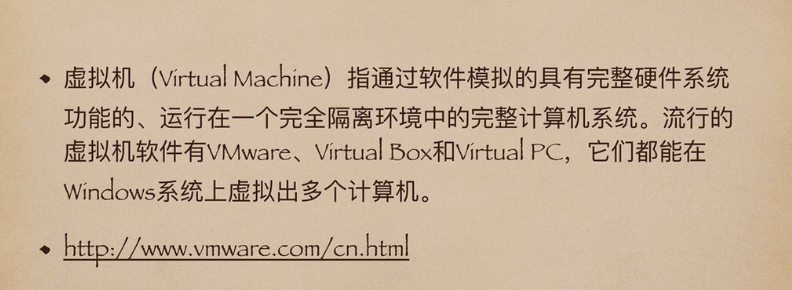 • 虚拟机（Virtual Machine）指通过软件模拟的具有完整硬件系统
功能的、运行在一个完全隔离环境中的完整计算机系统。流行的
虚拟机软件有VMware、Virtual Box和Virtual PC，它们都能在
Windows系统上虚拟出多个计算机。
• http://www.vmware.com/cn.html